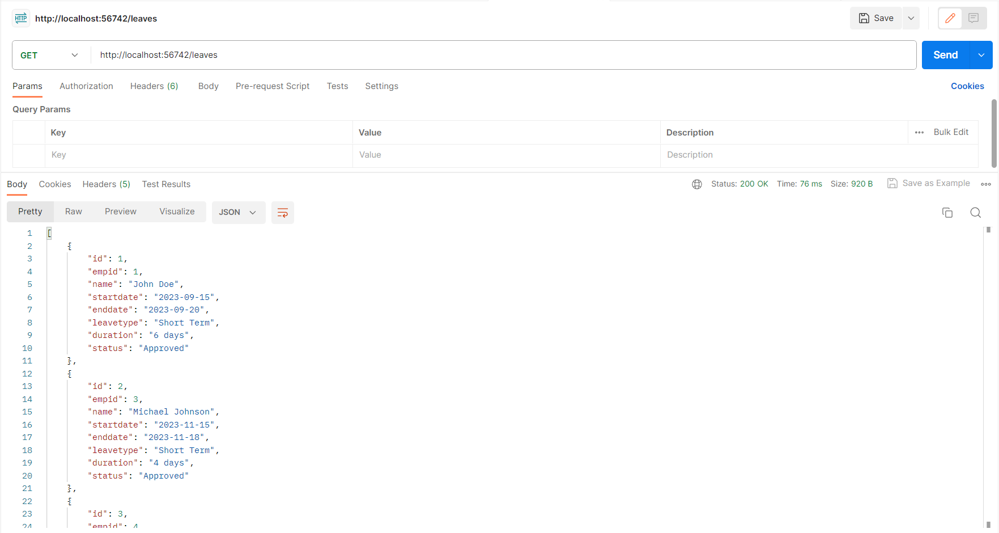 HTTP http://localhost:56742/leaves Save
GET http://localhost:56742/leaves Send
Params Authorization Headers (6) Body Pre-request Script Tests Settings Cookies
Query Params
Key Value Description Bulk Edit
Key Value Description
Body Cookies Headers (5) Test Results Status: 200 OK Time: 76 ms Size: 920 B Save as Example
Pretty Raw Preview Visualize JSON
1 [
2 {
3 "id": 1,
4 "empid": 1,
5 "name": "John Doe",
6 "startdate": "2023-09-15",
7 "enddate": "2023-09-20",
8 "leavetype": "Short Term",
9 "duration": "6 days",
10 "status": "Approved"
11 },
12 {
13 "id": 2,
14 "empid": 3,
15 "name": "Michael Johnson",
16 "startdate": "2023-11-15",
17 "enddate": "2023-11-18",
18 "leavetype": "Short Term",
19 "duration": "4 days",
20 "status": "Approved"
21 },
22 {
23 "id": 3,
24 "empid": 4